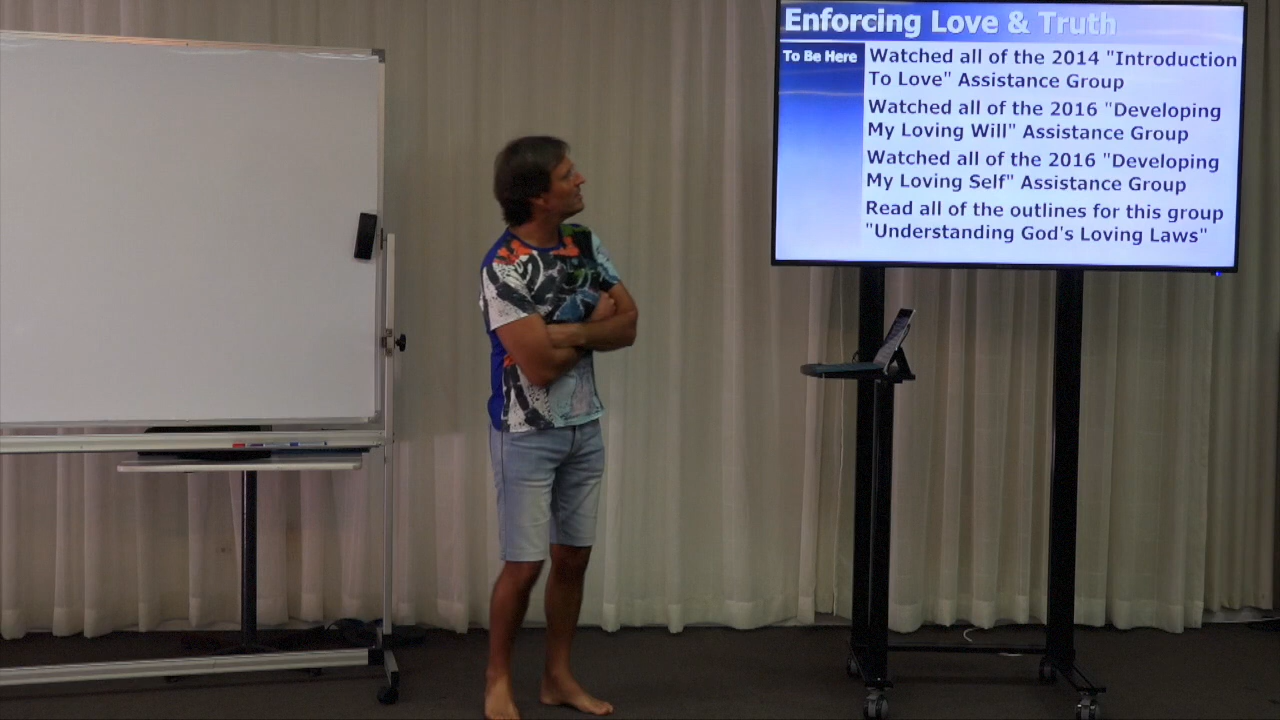 Enforcing Love & Truth
To Be Here
Watched all of the 2014 "Introduction
To Love" Assistance Group
Watched all of the 2016 "Developing
My Loving Will" Assistance Group
Watched all of the 2016 "Developing
My Loving Self" Assistance Group
Read all of the outlines for this group
"Understanding God's Loving Laws"